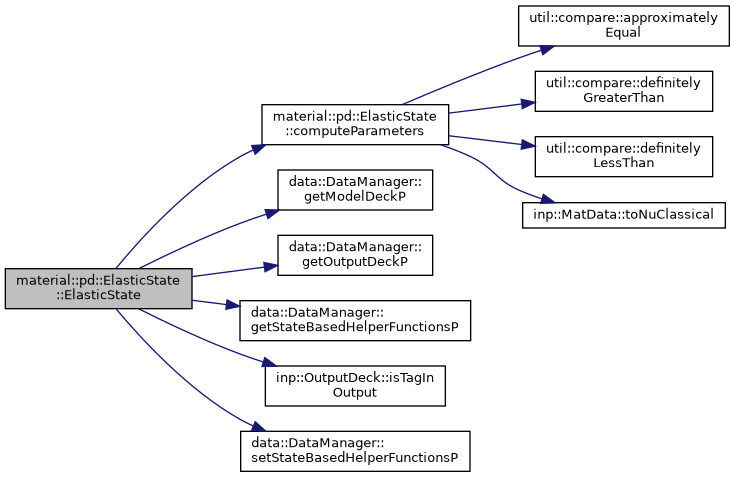 material::pd::ElasticState
::ElasticState
material::pd::ElasticState
::computeParameters
util::compare::approximately
Equal
util::compare::definitely
GreaterThan
util::compare::definitely
LessThan
inp::MatData::toNuClassical
data::DataManager::
getModelDeckP
data::DataManager::
getOutputDeckP
data::DataManager::
getStateBasedHelperFunctionsP
inp::OutputDeck::isTagIn
Output
data::DataManager::
setStateBasedHelperFunctionsP